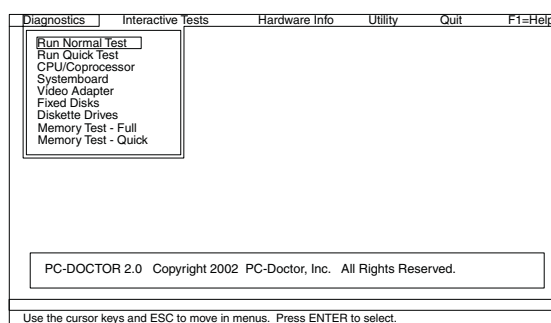 Diagnostics Interactive Tests Hardware Info Utility Quit F1=Help
Run Normal Test
Run Quick Test
CPU/Coprocessor
Systemboard
Video Adapter
Fixed Disks
Diskette Drives
Memory Test - Full
Memory Test - Quick
PC-DOCTOR 2.0 Copyright 2002 PC-Doctor, Inc. All Rights Reserved.
Use the cursor keys and ESC to move in menus. Press ENTER to select.